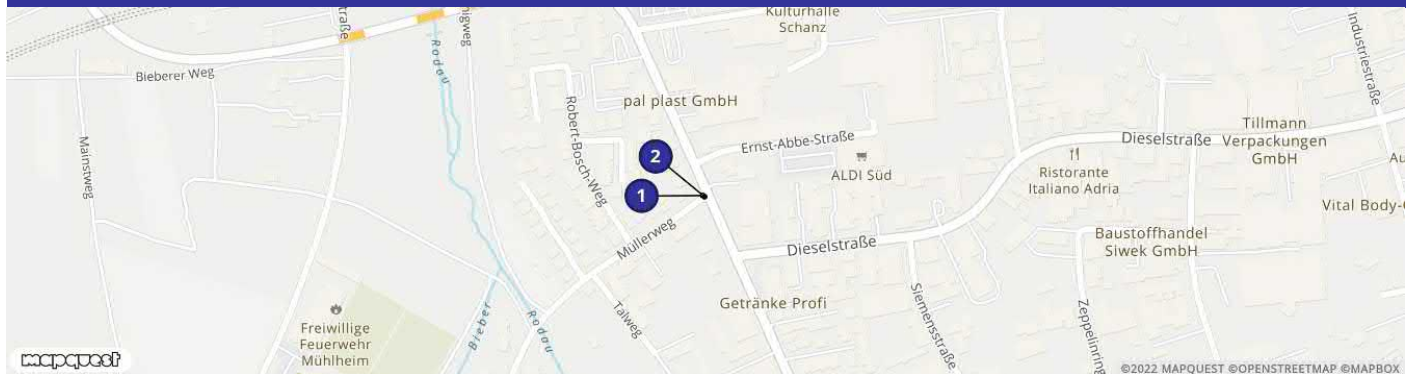 Kulturhalle
Schanz
Industriestraße
Bieberer Weg
Rodau
pal plast GmbH
Ernst-Abbe-Straße
Dieselstraße
Tillmann
Verpackungen
GmbH
Mainstweg
Robert-Bosch-Weg
2
1
ALDI Süd
Ristorante
Italiano Adria
Vital Body-
Müllerweg
Dieselstraße
Baustoffhandel
Siwek GmbH
Getränke Profi
Siemensstraße
Zeppelinring
Freiwillige
Feuerwehr
Mühlheim
Bieber
Rodau
Talweg
mapquest
©2022 MAPQUEST ©OPENSTREETMAP ©MAPBOX